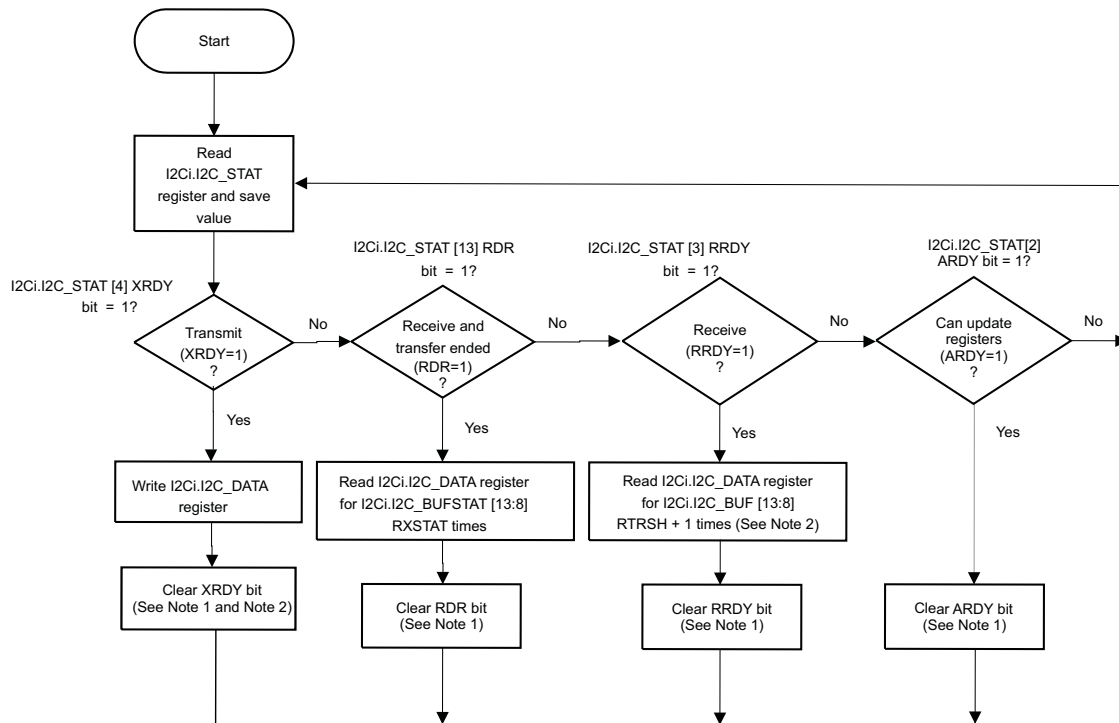 Start
Read
I2Ci.I2C_STAT
register and save
value
I2Ci.I2C_STAT [4] XRDY
bit = 1?
I2Ci.I2C_STAT [13] RDR
bit = 1?
I2Ci.I2C_STAT [3] RRDY
bit = 1?
I2Ci.I2C_STAT[2]
ARDY bit = 1?
Transmit
(XRDY=1)
?
No
Receive and
transfer ended
(RDR=1)
?
No
Receive
(RRDY=1)
?
No
Can update
registers
(ARDY=1)
?
No
Yes
Yes
Yes
Yes
Write I2Ci.I2C_DATA
register
Read I2Ci.I2C_DATA register
for I2Ci.I2C_BUFSTAT [13:8]
RXSTAT times
Read I2Ci.I2C_DATA register
for I2Ci.I2C_BUF [13:8]
RTRSH + 1 times (See Note 2)
Clear XRDY bit
(See Note 1 and Note 2)
Clear RDR bit
(See Note 1)
Clear RRDY bit
(See Note 1)
Clear ARDY bit
(See Note 1)